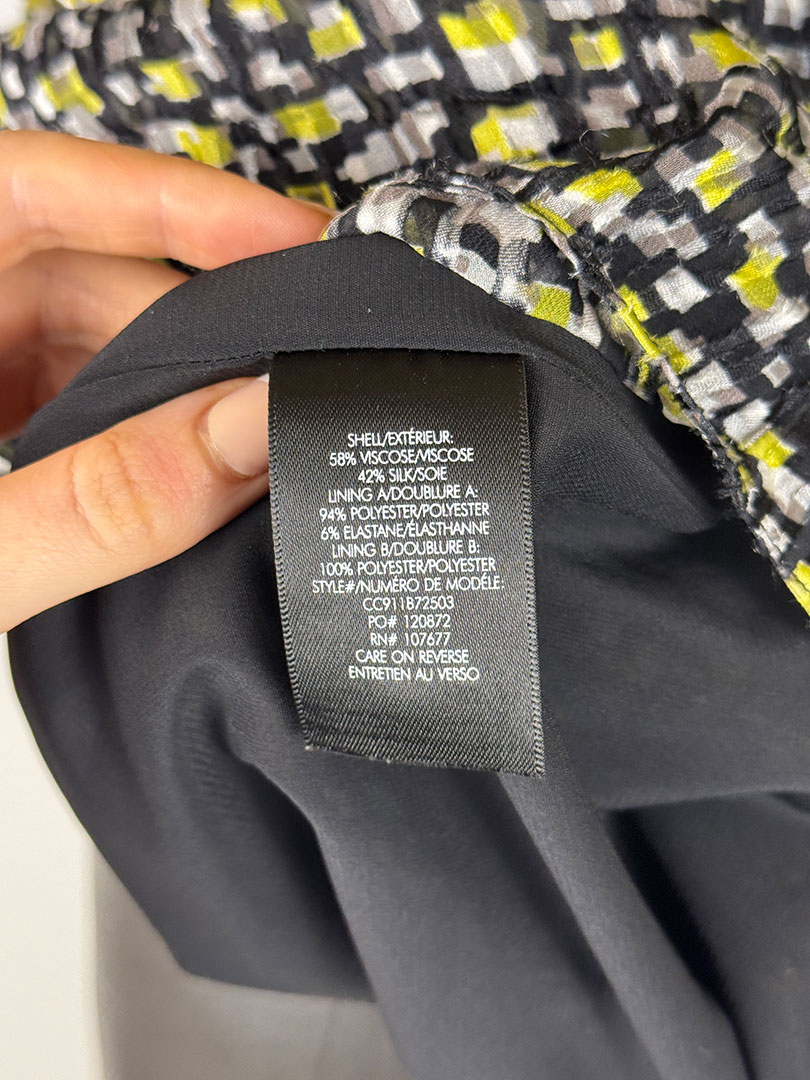 SHELL/EXTÉRIEUR:
58% VISCOSE/VISCOSE
42% SILK/SOIE
LINING A/DOUBLURE A:
94% POLYESTER/POLYESTER
6% ELASTANE/ÉLASTHANNE
LINING B/DOUBLURE B:
100% POLYESTER/POLYESTER
STYLE#/NUMÉRO DE MODÉLE:
CC911B72503
PO# 120872
RN# 107677
CARE ON REVERSE
ENTRETIEN AU VERSO